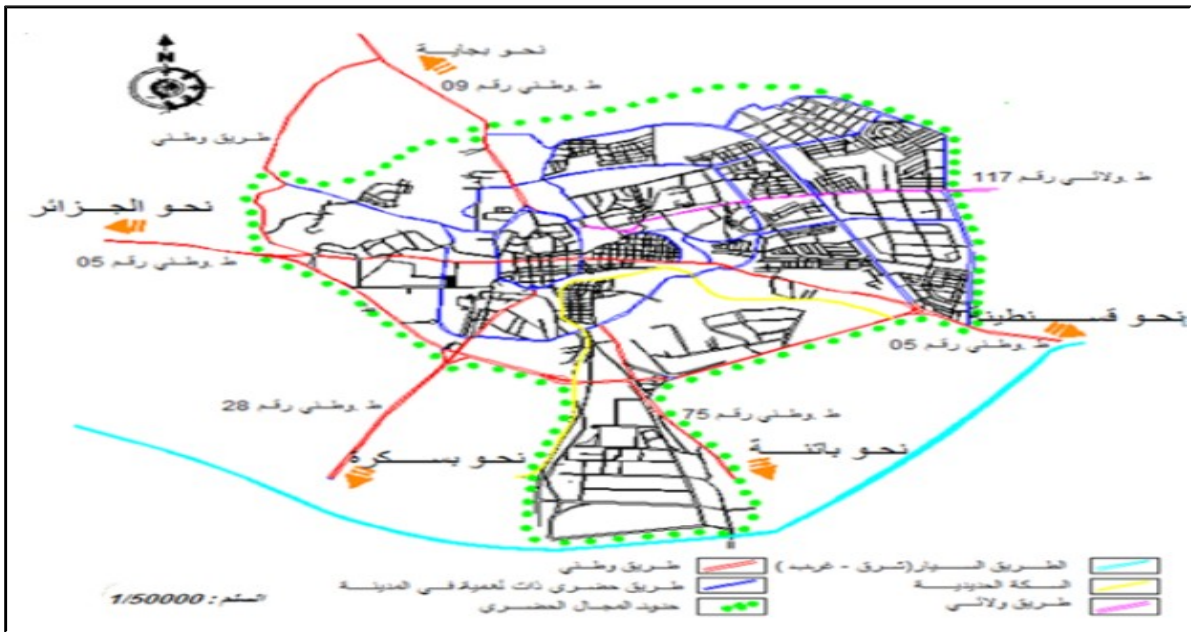 N
نحو بجاية
ط .وطني رقم 09
طريق وطني
ط .ولائي رقم 117
نحو الجزائر
ط .وطني رقم 05
نحو قسنطينة
ط .وطني رقم 05
ط .وطني رقم 28
ط .وطني رقم 75
نحو بسكرة
نحو باتنة
الطريق السيار(شرق - غرب )
طريق وطني
السكة الحديدية
طريق حضري ذات أهمية في المدينة
طريق ولائي
حدود المجال الحضري
السلم : 1/50000